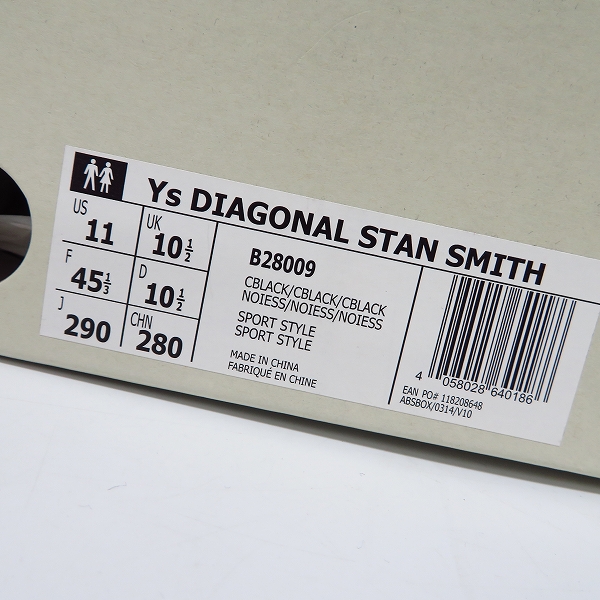 Ys DIAGONAL STAN SMITH
US 11
UK 10 1/2
F 45 1/3
D 10 1/2
J 290
CHN 280
B28009
CBLACK/CBLACK/CBLACK
NOIESS/NOIESS/NOIESS
SPORT STYLE
SPORT STYLE
MADE IN CHINA
FABRIQUÉ EN CHINE
4 058028 640186
EAN PO# 118208648
ABSBOX/0314/V10